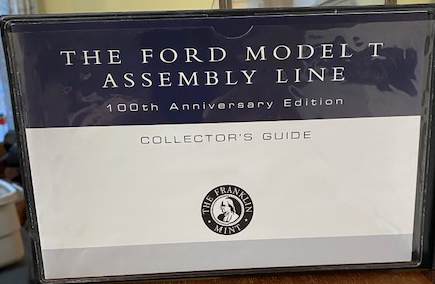 THE FORD MODEL T
ASSEMBLY LINE
100th Anniversary Edition
COLLECTOR'S GUIDE
THE FRANKLIN
MINT